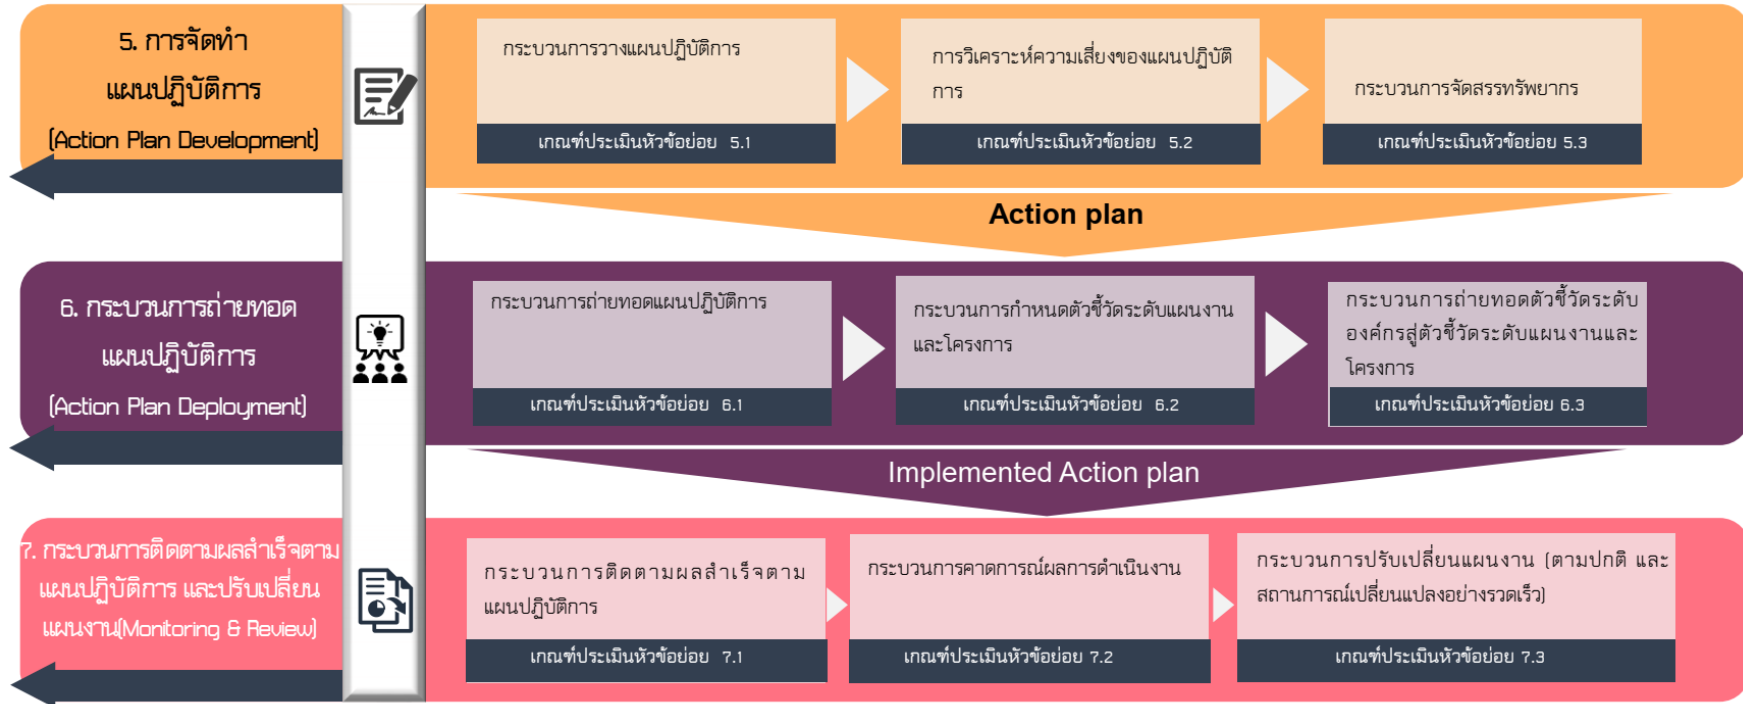 5. การจัดทำ
แผนปฏิบัติการ
(Action Plan Development)
กระบวนการวางแผนปฏิบัติการ
เกณฑ์ประเมินหัวข้อย่อย 5.1
การวิเคราะห์ความเสี่ยงของแผนปฏิบัติ
การ
เกณฑ์ประเมินหัวข้อย่อย 5.2
กระบวนการจัดสรรทรัพยากร
เกณฑ์ประเมินหัวข้อย่อย 5.3
Action plan
6. กระบวนการถ่ายทอด
แผนปฏิบัติการ
(Action Plan Deployment)
กระบวนการถ่ายทอดแผนปฏิบัติการ
เกณฑ์ประเมินหัวข้อย่อย 6.1
กระบวนการกำหนดตัวชี้วัดระดับแผนงาน
และโครงการ
เกณฑ์ประเมินหัวข้อย่อย 6.2
กระบวนการถ่ายทอดตัวชี้วัดระดับ
องค์กรสู่ตัวชี้วัดระดับแผนงานและ
โครงการ
เกณฑ์ประเมินหัวข้อย่อย 6.3
Implemented Action plan
7. กระบวนการติดตามผลสำเร็จตาม
แผนปฏิบัติการ และปรับเปลี่ยน
แผนงาน(Monitoring & Review)
กระบวนการติดตามผลสำเร็จตาม
แผนปฏิบัติการ
เกณฑ์ประเมินหัวข้อย่อย 7.1
กระบวนการคาดการณ์ผลการดำเนินงาน
เกณฑ์ประเมินหัวข้อย่อย 7.2
กระบวนการปรับเปลี่ยนแผนงาน (ตามปกติ และ
สถานการณ์เปลี่ยนแปลงอย่างรวดเร็ว)
เกณฑ์ประเมินหัวข้อย่อย 7.3